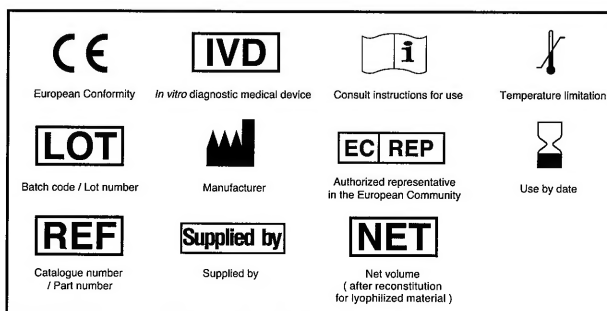 CE
IVD
i
European Conformity
In vitro diagnostic medical device
Consult instructions for use
Temperature limitation
LOT
EC REP
Batch code / Lot number
Manufacturer
Authorized representative
in the European Community
Use by date
REF
Supplied by
NET
Catalogue number
/ Part number
Supplied by
Net volume
( after reconstitution
for lyophilized material )